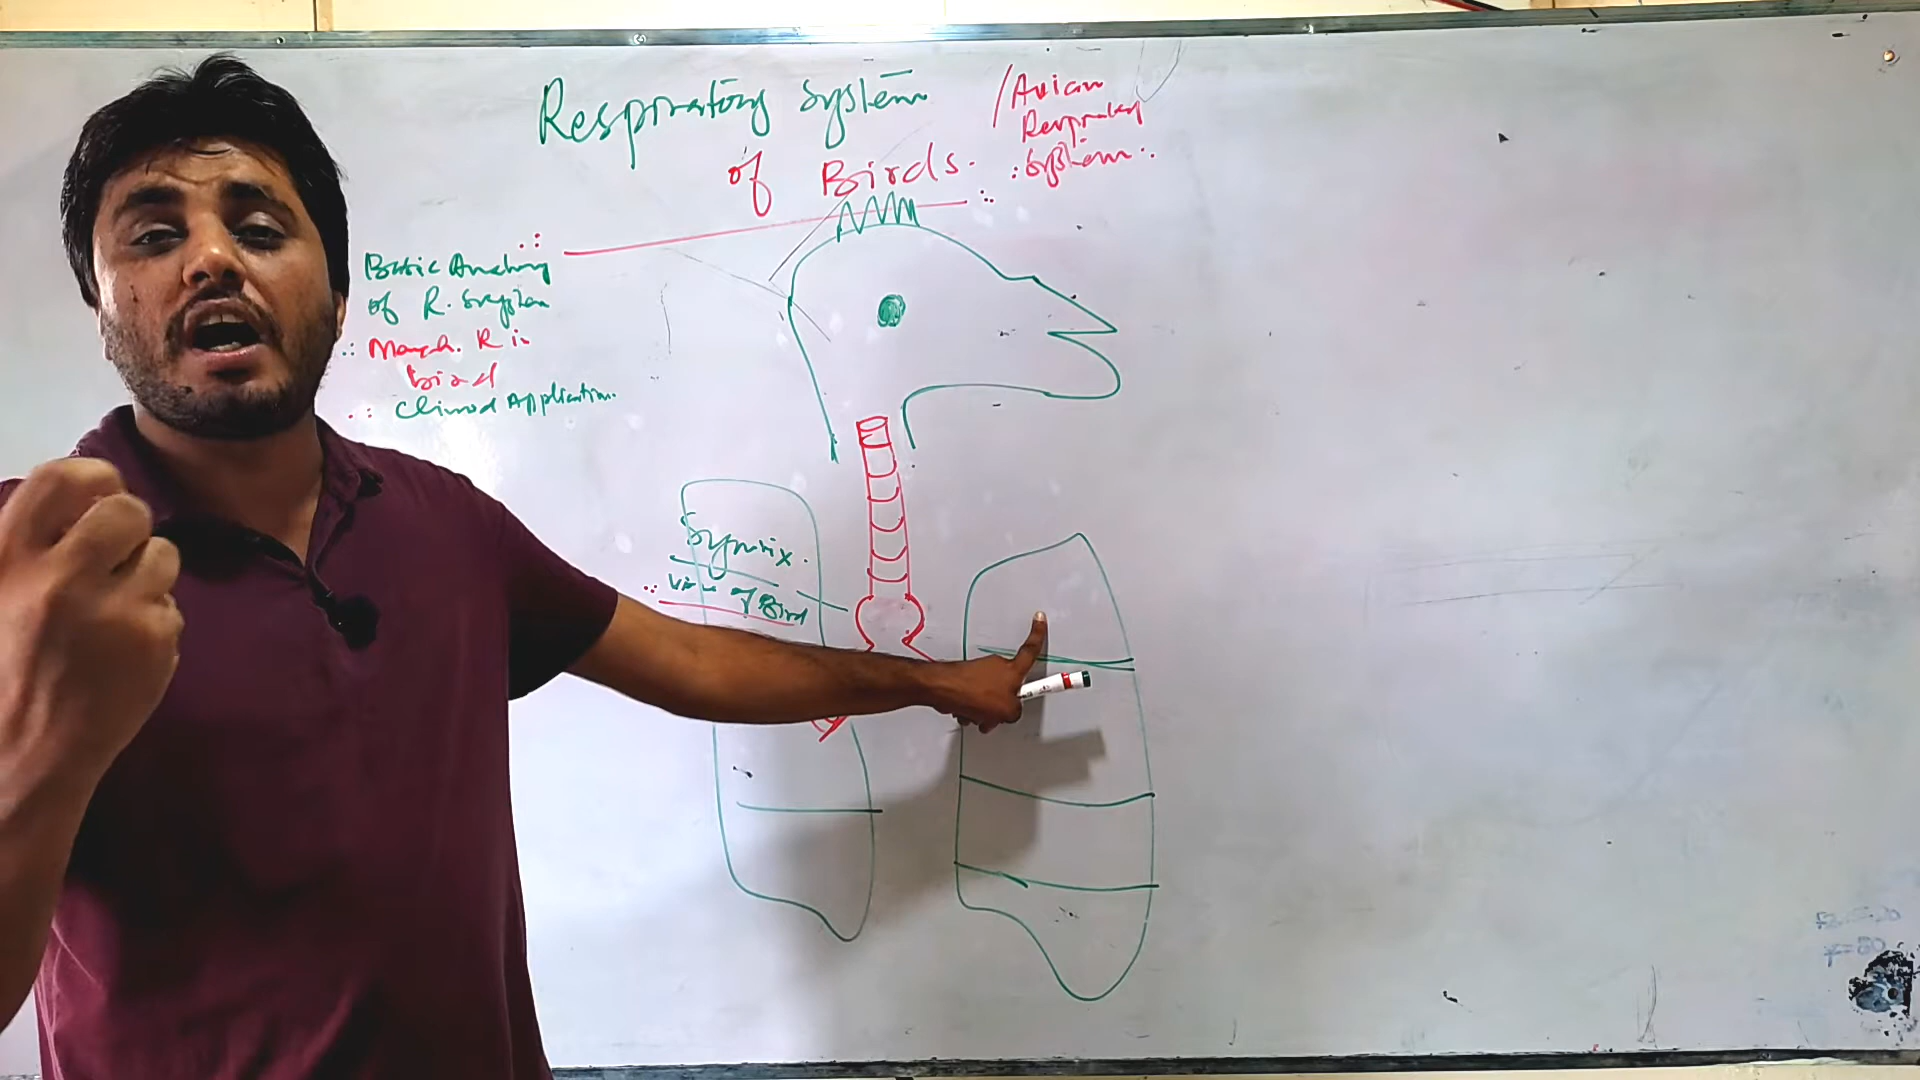 Respiratory System
of Birds.
/Avian
Respiratory
System
Basic Anatomy
of R. System
Mech. R in
bird
Clinical Application.
Syrinx.
of Bird